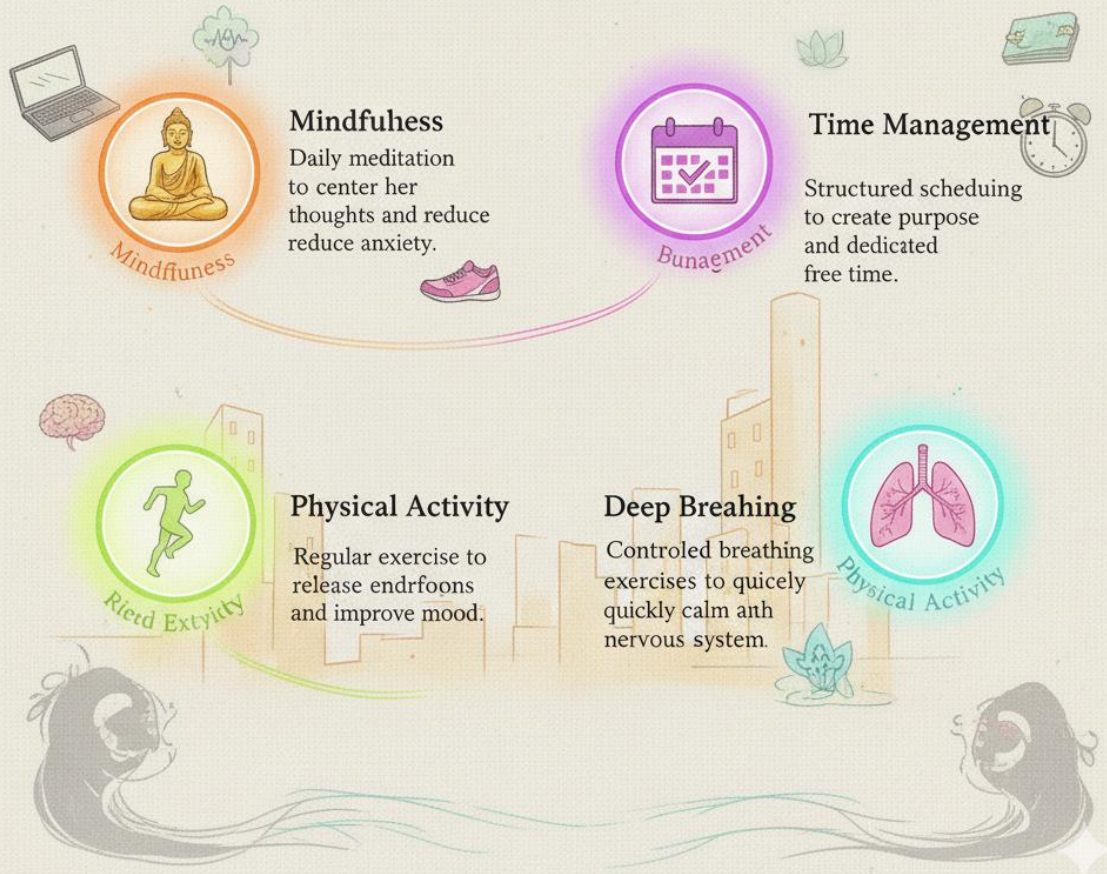 Mindfuhess
Daily meditation
to center her
thoughts and reduce
reduce anxiety.
Mindfiuness
Time Management
Structured scheduing
to create purpose
and dedicated
free time.
Bunagement
Physical Activity
Regular exercise to
release endrfoons
and improve mood.
Rietd Extyidty
Deep Breahing
Controled breathing
exercises to quicely
quickly calm anh
nervous system.
Physical Activity